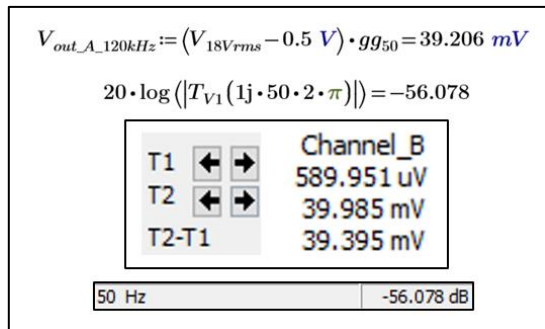 V_out_A_120kHz := (V_18Vrms − 0.5 V) · gg_50 = 39.206 mV
20 · log (|T_V1 (1j · 50 · 2 · π)|) = −56.078
Channel_B
T1 589.951 uV
T2 39.985 mV
T2-T1 39.395 mV
50 Hz -56.078 dB